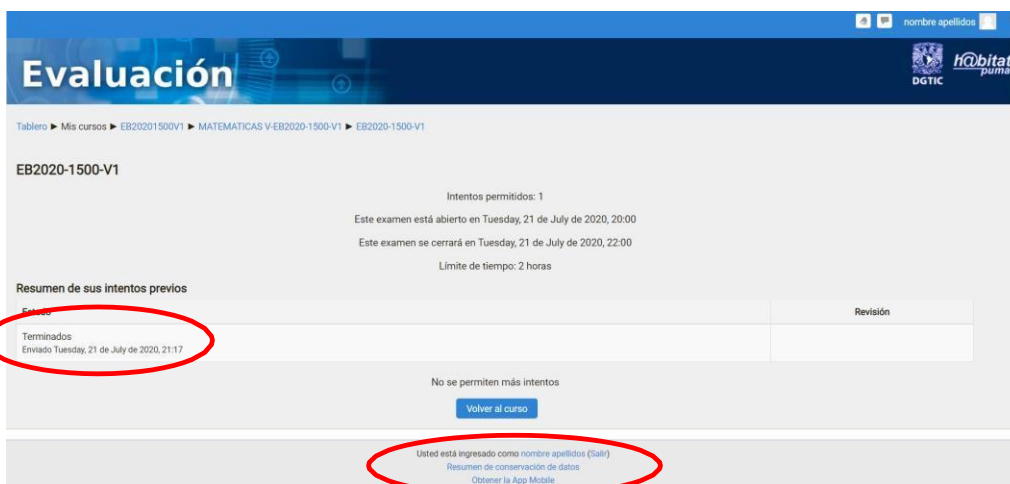 nombre apellidos
Evaluación
DGTIC
h@bitat
puma
Tablero ► Mis cursos ► EB20201500V1 ► MATEMATICAS V-EB2020-1500-V1 ► EB2020-1500-V1
EB2020-1500-V1
Intentos permitidos: 1
Este examen está abierto en Tuesday, 21 de July de 2020, 20:00
Este examen se cerrará en Tuesday, 21 de July de 2020, 22:00
Límite de tiempo: 2 horas
Resumen de sus intentos previos
Estado Revisión
Terminados
Enviado Tuesday, 21 de July de 2020, 21:17
No se permiten más intentos
Volver al curso
Usted está ingresado como nombre apellidos (Salir)
Resumen de conservación de datos
Obtener la App Mobile